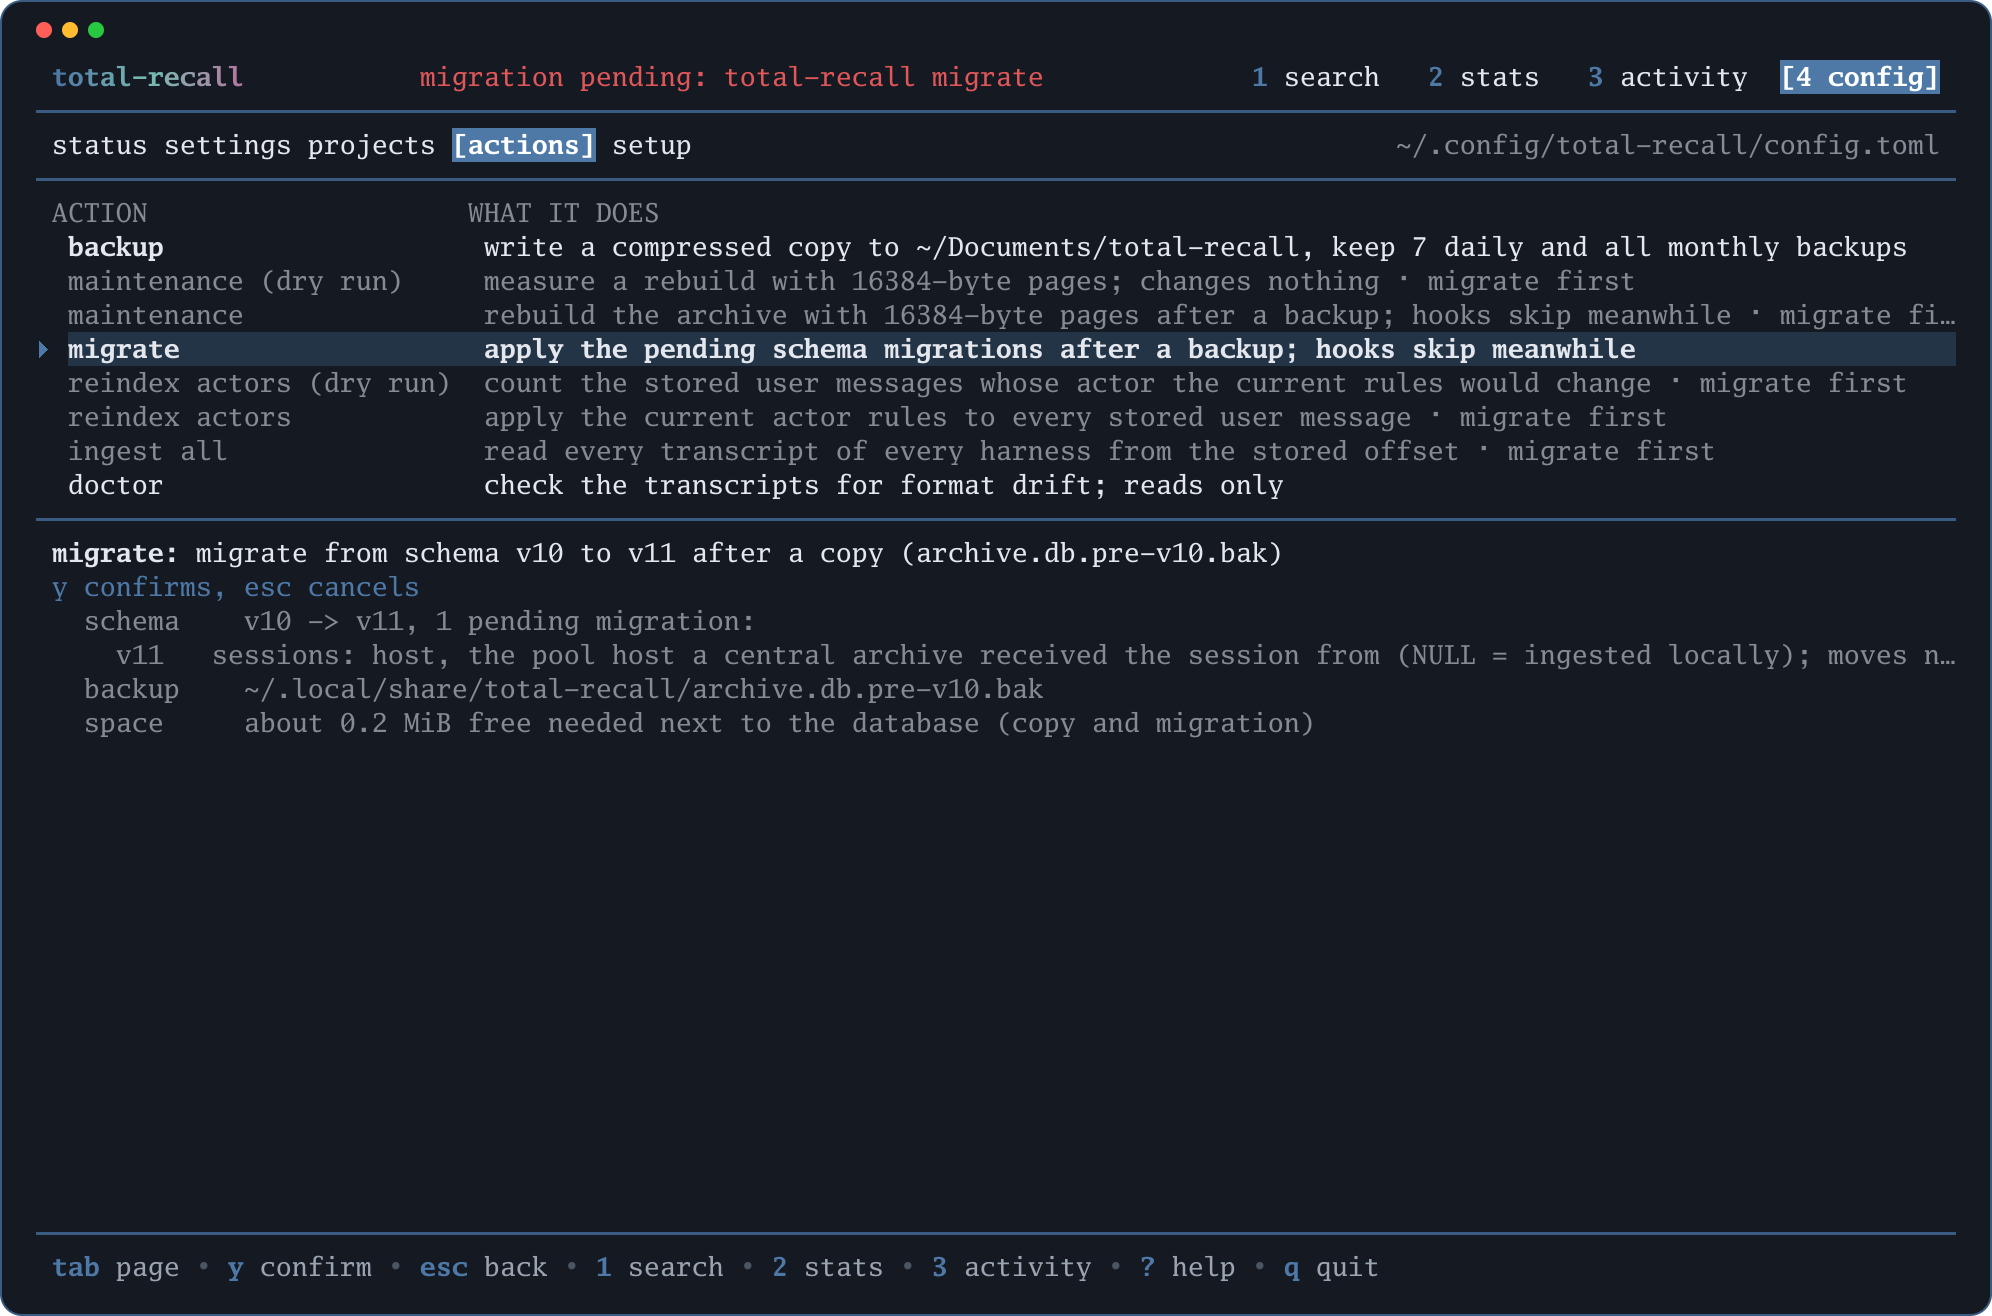 total-recall migration pending: total-recall migrate 1 search 2 stats 3 activity [4 config]
status settings projects [actions] setup ~/.config/total-recall/config.toml
ACTION WHAT IT DOES
backup write a compressed copy to ~/Documents/total-recall, keep 7 daily and all monthly backups
maintenance (dry run) measure a rebuild with 16384-byte pages; changes nothing · migrate first
maintenance rebuild the archive with 16384-byte pages after a backup; hooks skip meanwhile · migrate fi…
migrate apply the pending schema migrations after a backup; hooks skip meanwhile
reindex actors (dry run) count the stored user messages whose actor the current rules would change · migrate first
reindex actors apply the current actor rules to every stored user message · migrate first
ingest all read every transcript of every harness from the stored offset · migrate first
doctor check the transcripts for format drift; reads only
migrate: migrate from schema v10 to v11 after a copy (archive.db.pre-v10.bak)
y confirms, esc cancels
schema v10 -> v11, 1 pending migration:
v11 sessions: host, the pool host a central archive received the session from (NULL = ingested locally); moves n…
backup ~/.local/share/total-recall/archive.db.pre-v10.bak
space about 0.2 MiB free needed next to the database (copy and migration)
tab page • y confirm • esc back • 1 search • 2 stats • 3 activity • ? help • q quit